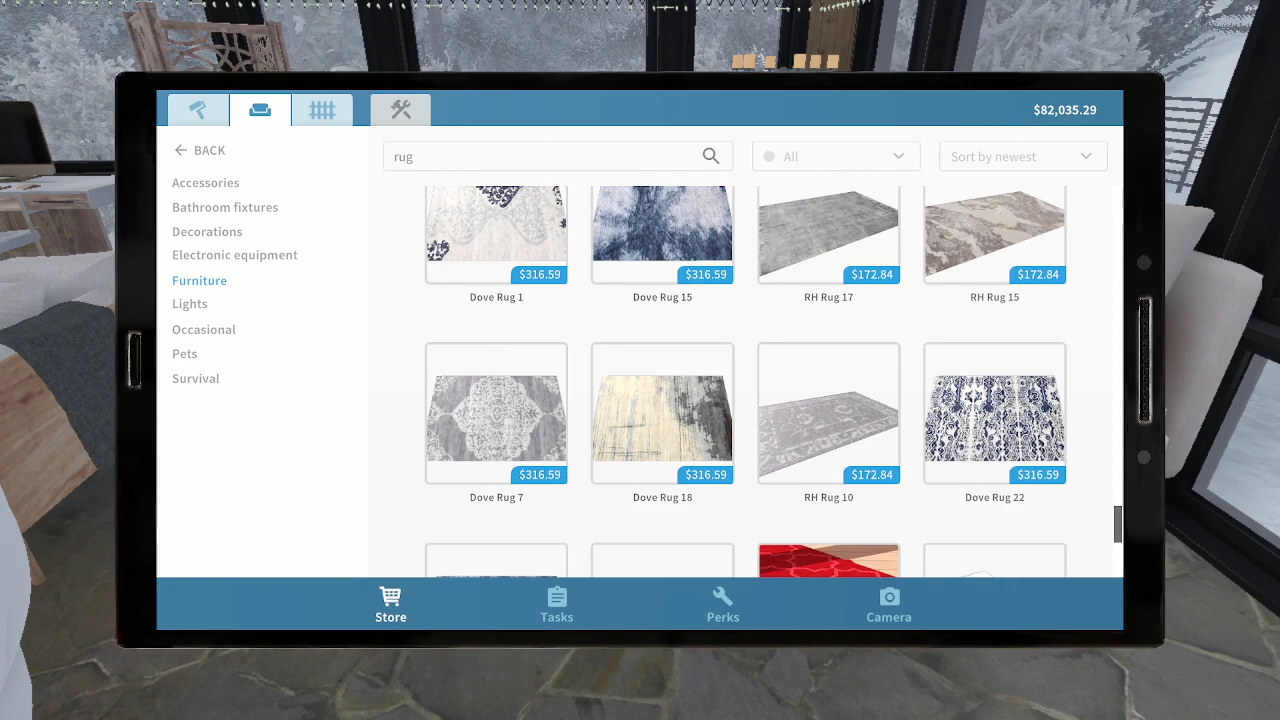 $82,035.29
BACK
rug
All
Sort by newest
Accessories
Bathroom fixtures
Decorations
Electronic equipment
Furniture
Lights
Occasional
Pets
Survival
$316.59
$316.59
$172.84
$172.84
Dove Rug 1
Dove Rug 15
RH Rug 17
RH Rug 15
$316.59
$316.59
$172.84
$316.59
Dove Rug 7
Dove Rug 18
RH Rug 10
Dove Rug 22
Store
Tasks
Perks
Camera